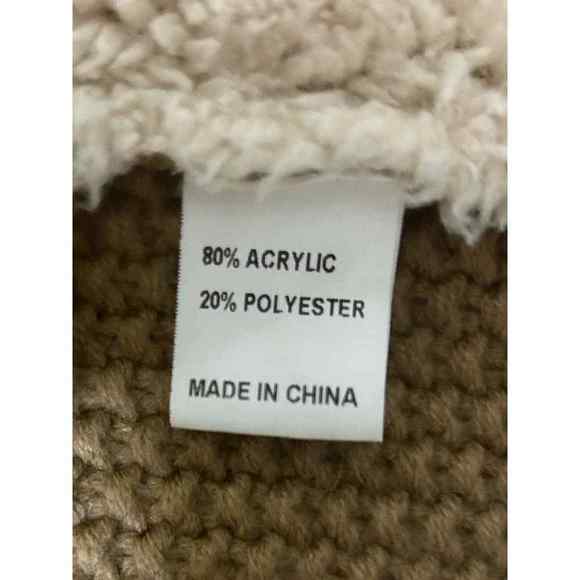 80% ACRYLIC
20% POLYESTER
MADE IN CHINA